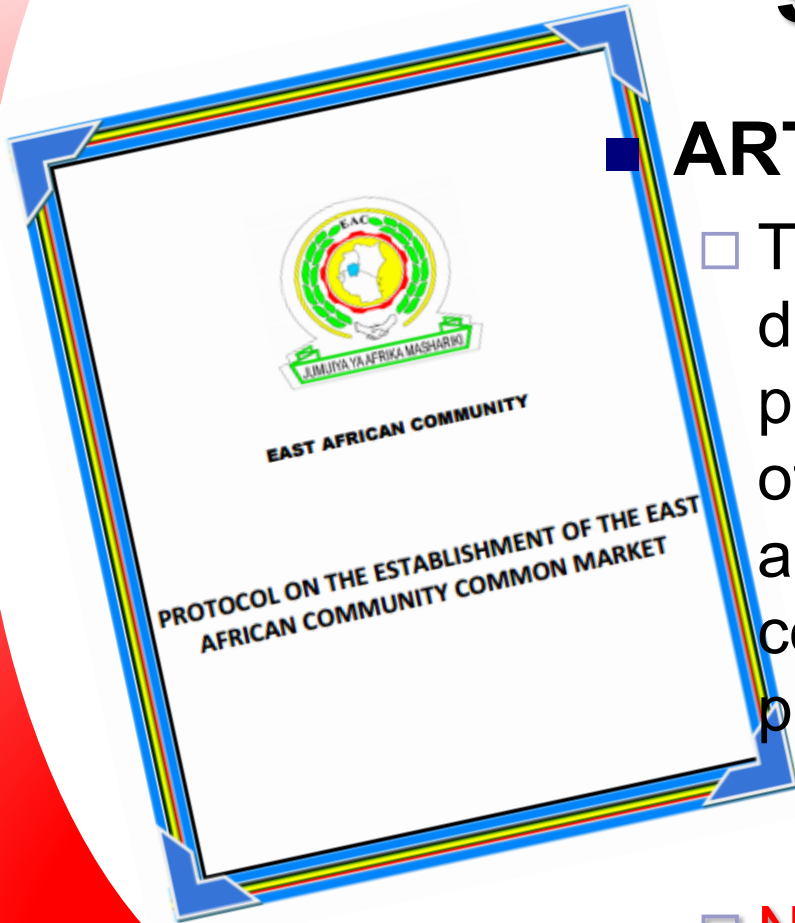 EAC
JUMUIYA YA AFRIKA MASHARIKI
EAST AFRICAN COMMUNITY
PROTOCOL ON THE ESTABLISHMENT OF THE EAST
AFRICAN COMMUNITY COMMON MARKET
ART
T
d
p
a
p